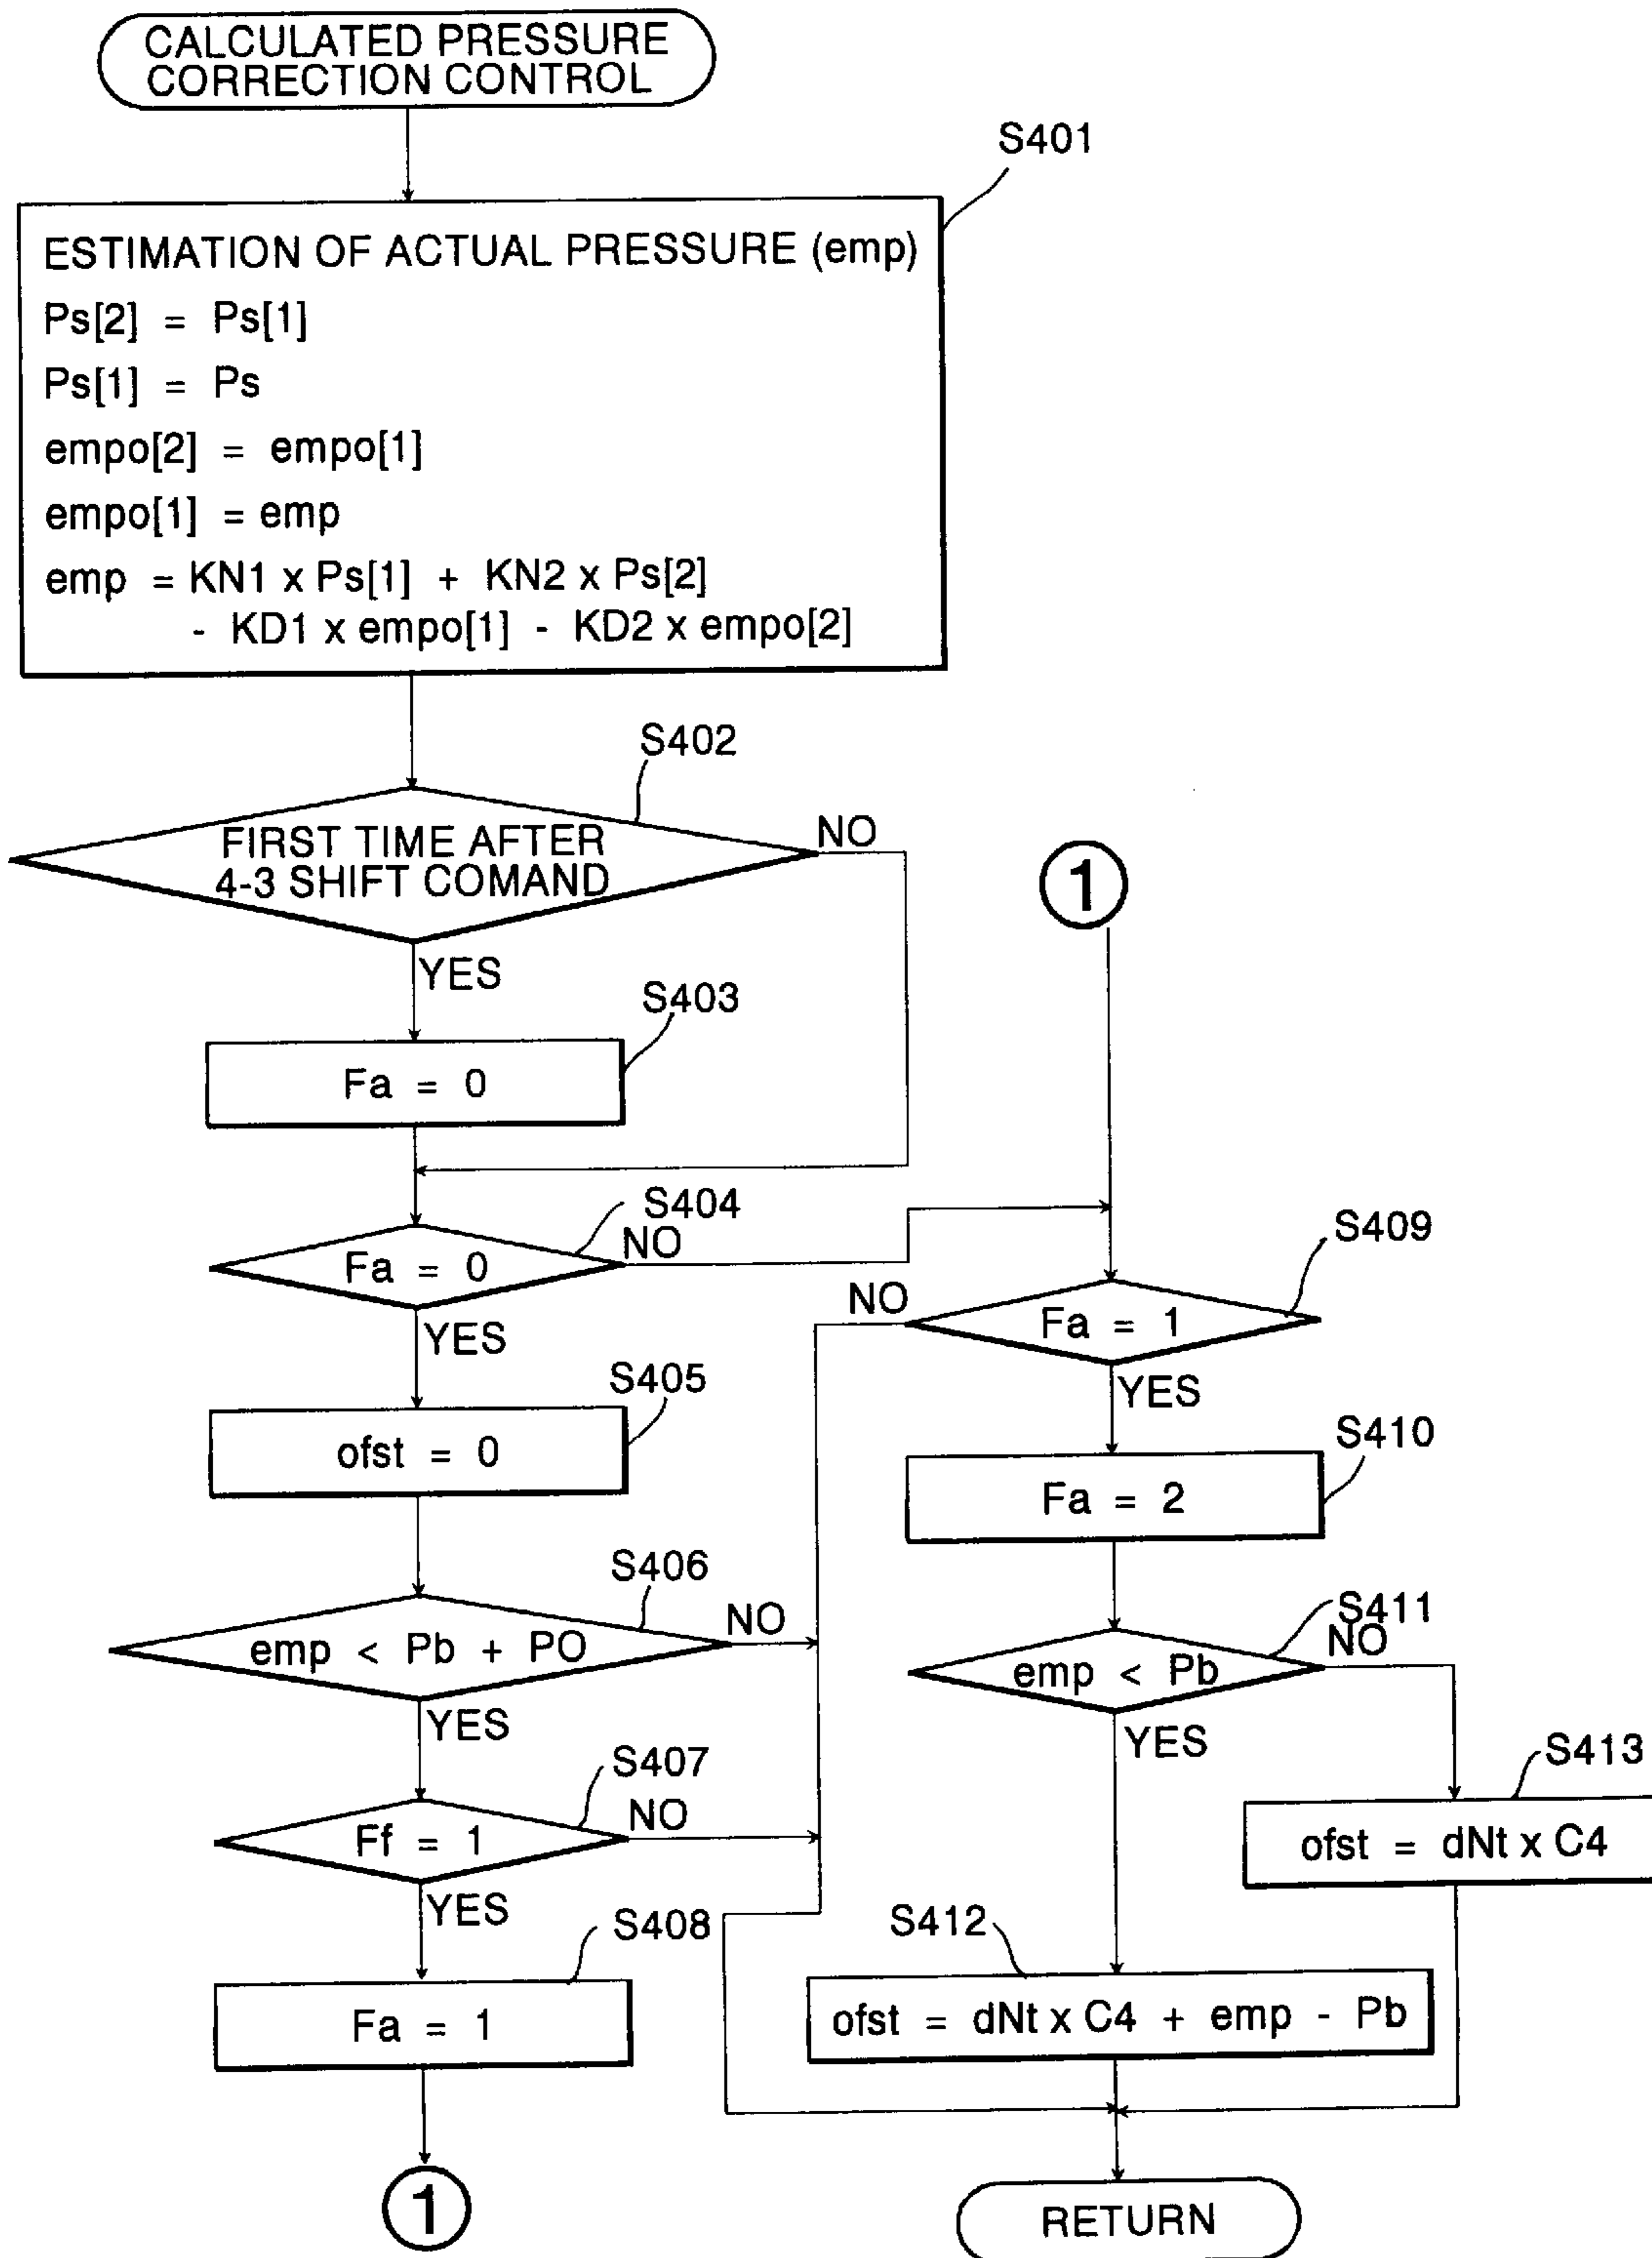 CALCULATED PRESSURE
CORRECTION CONTROL
S401
ESTIMATION OF ACTUAL PRESSURE (emp)
Ps[2] = Ps[1]
Ps[1] = Ps
empo[2] = empo[1]
empo[1] = emp
emp = KN1 x Ps[1] + KN2 x Ps[2]
- KD1 x empo[1] - KD2 x empo[2]
S402
FIRST TIME AFTER
4-3 SHIFT COMAND
NO
YES
S403
Fa = 0
S404
Fa = 0
NO
YES
S405
ofst = 0
S406
emp < Pb + PO
NO
YES
S407
Ff = 1
NO
YES
S408
Fa = 1
1
1
S409
NO
Fa = 1
YES
S410
Fa = 2
S411
NO
emp < Pb
YES
S413
ofst = dNt x C4
S412
ofst = dNt x C4 + emp - Pb
RETURN